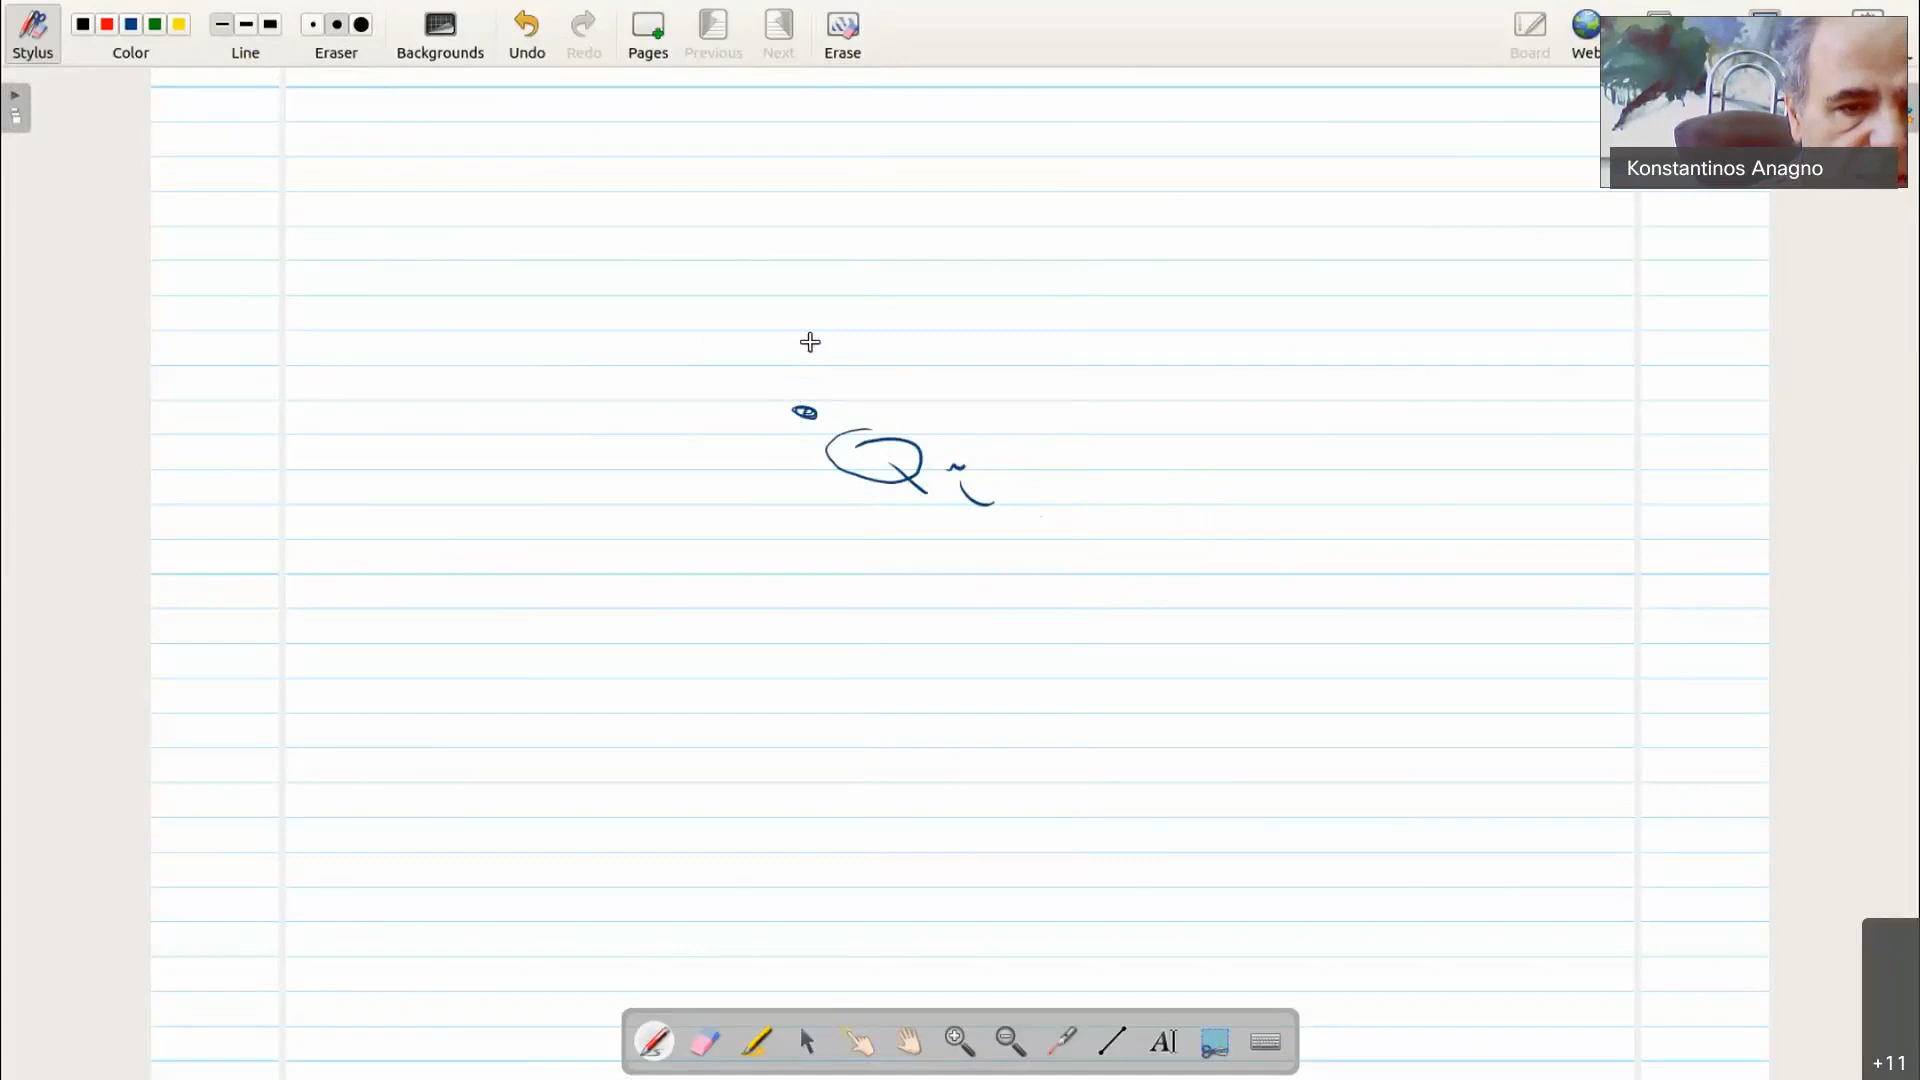 Stylus
Color
Line
Eraser
Backgrounds
Undo
Redo
Pages
Previous
Next
Erase
Board
Web
Konstantinos Anagno
Q
+11